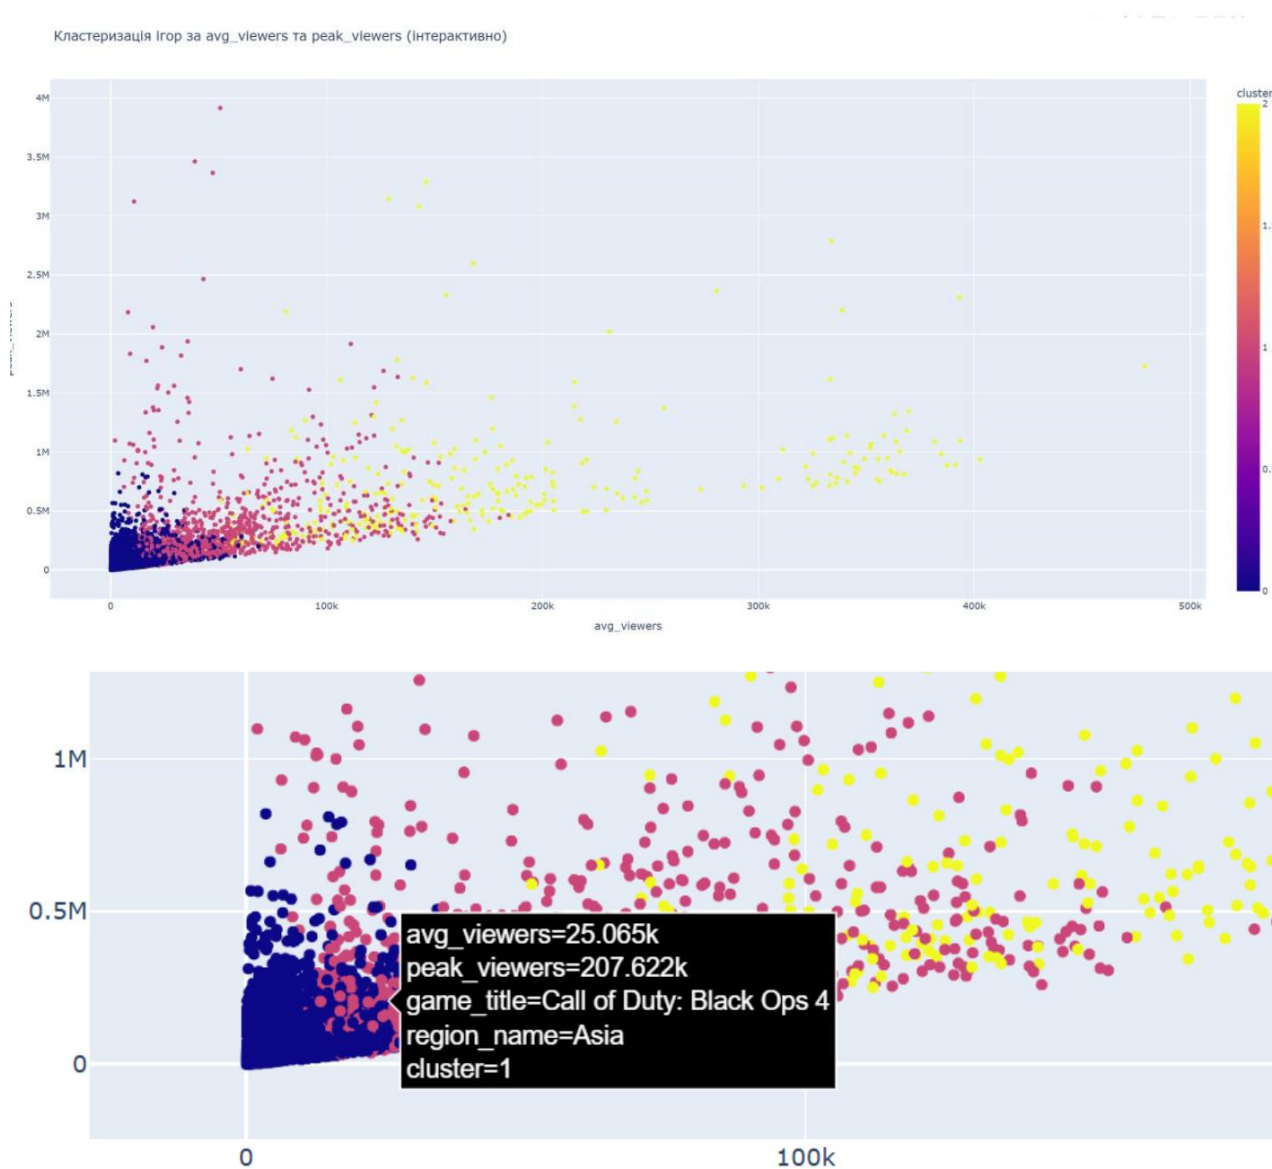 Кластеризація ігор за avg_viewers та peak_viewers (інтерактивно)
cluster
4M
3.5M
3M
2.5M
2M
1.5M
1M
0.5M
0
0
100k
200k
300k
400k
500k
avg_viewers
2
1
0
1M
0.5M
0
avg_viewers=25.065k
peak_viewers=207.622k
game_title=Call of Duty: Black Ops 4
region_name=Asia
cluster=1
0
100k